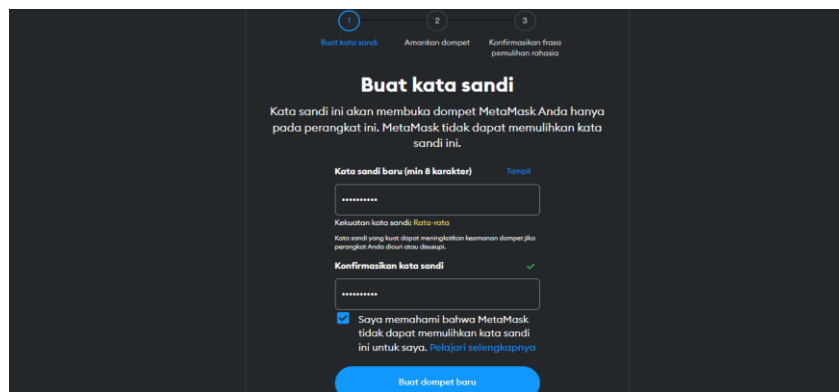 1
2
3
Buat kata sandi
Amankan dompet
Konfirmasikan frasa
pemulihan rahasia
Buat kata sandi
Kata sandi ini akan membuka dompet MetaMask Anda hanya
pada perangkat ini. MetaMask tidak dapat memulihkan kata
sandi ini.
Kata sandi baru (min 8 karakter)
Tampil
Kekuatan kata sandi: Rata-rata
Kata sandi yang kuat dapat meningkatkan keamanan dompet jika
perangkat Anda dicuri atau disusupi.
Konfirmasikan kata sandi
Saya memahami bahwa MetaMask
tidak dapat memulihkan kata sandi
ini untuk saya. Pelajari selengkapnya
Buat dompet baru